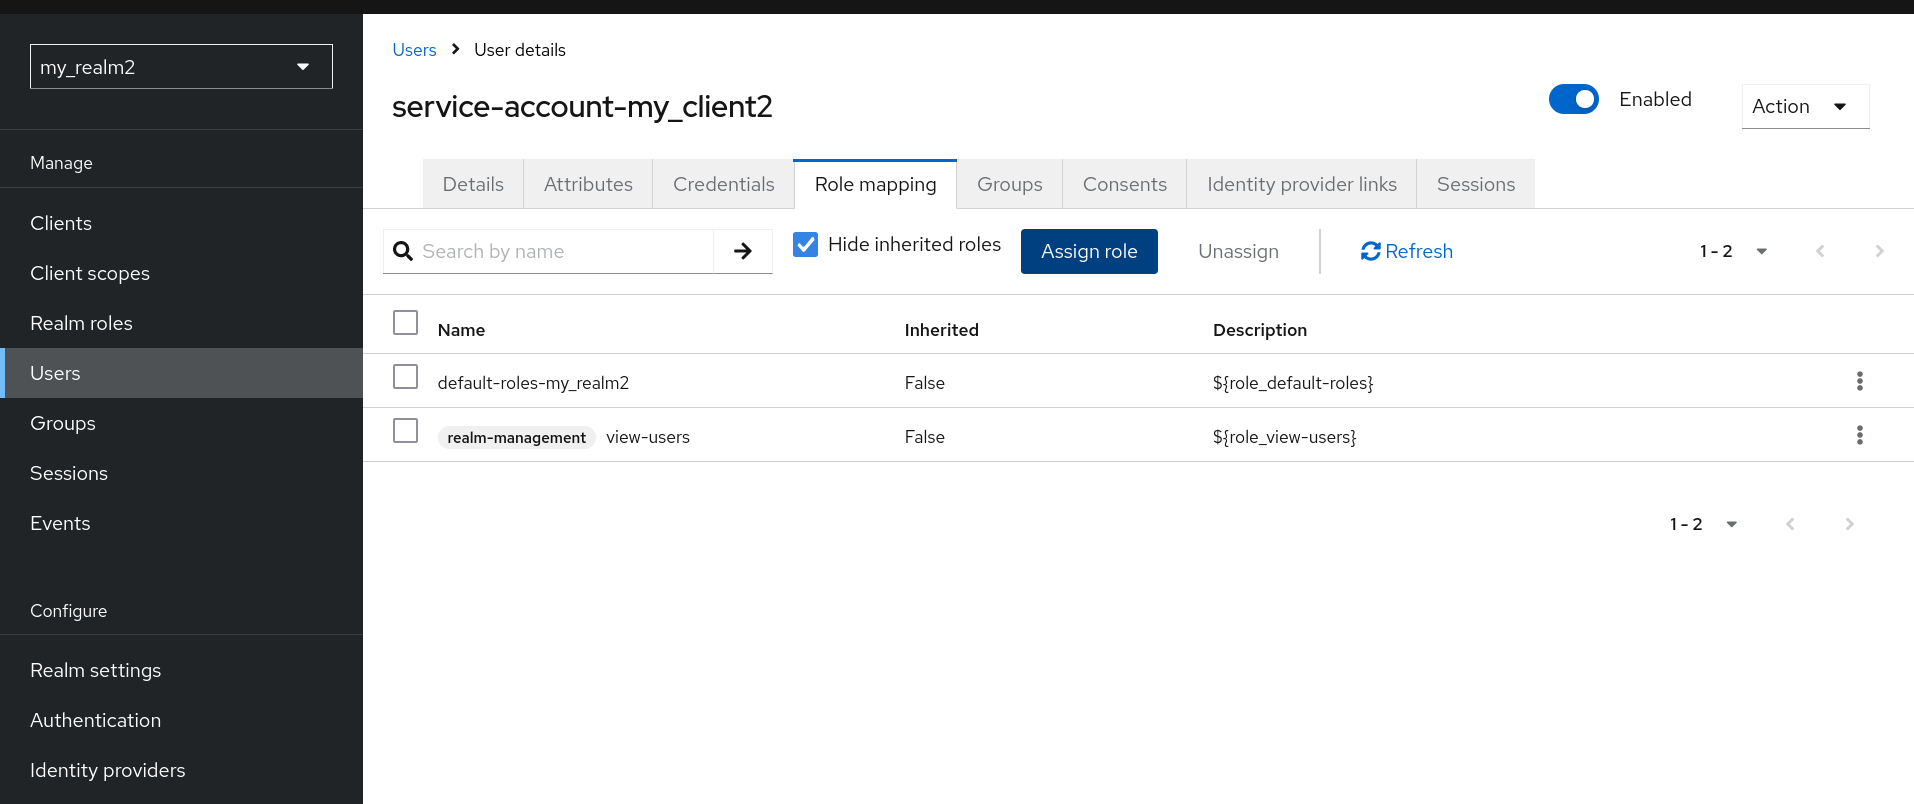 my_realm2
Manage
Clients
Client scopes
Realm roles
Users
Groups
Sessions
Events
Configure
Realm settings
Authentication
Identity providers
Users User details
service-account-my_client2
Enabled
Action
Details Attributes Credentials Role mapping Groups Consents Identity provider links Sessions
Search by name Hide inherited roles Assign role Unassign Refresh 1 - 2
Name Inherited Description
default-roles-my_realm2 False ${role_default-roles}
realm-management view-users False ${role_view-users}
1 - 2